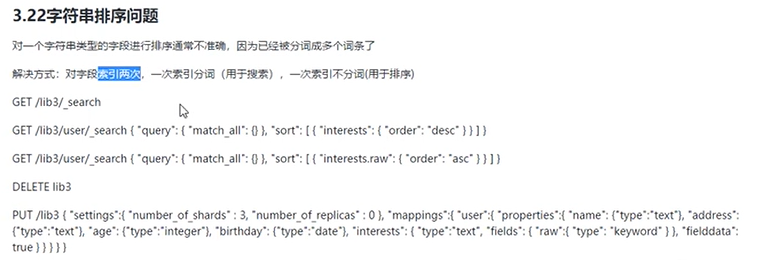 3.22字符串排序问题
对一个字符串类型的字段进行排序通常不准确，因为已经被分词成多个词条了
解决方式：对字段索引两次，一次索引分词（用于搜索），一次索引不分词(用于排序)
GET /lib3/_search
GET /lib3/user/_search { "query": { "match_all": {} }, "sort": [ { "interests": { "order": "desc" } } ] }
GET /lib3/user/_search { "query": { "match_all": {} }, "sort": [ { "interests.raw": { "order": "asc" } } ] }
DELETE lib3
PUT /lib3 { "settings":{ "number_of_shards" : 3, "number_of_replicas" : 0 }, "mappings":{ "user":{ "properties":{ "name": {"type":"text"}, "address":
{"type":"text"}, "age": {"type":"integer"}, "birthday": {"type":"date"}, "interests": { "type":"text", "fields": { "raw":{ "type": "keyword" } }, "fielddata":
true } } } } }